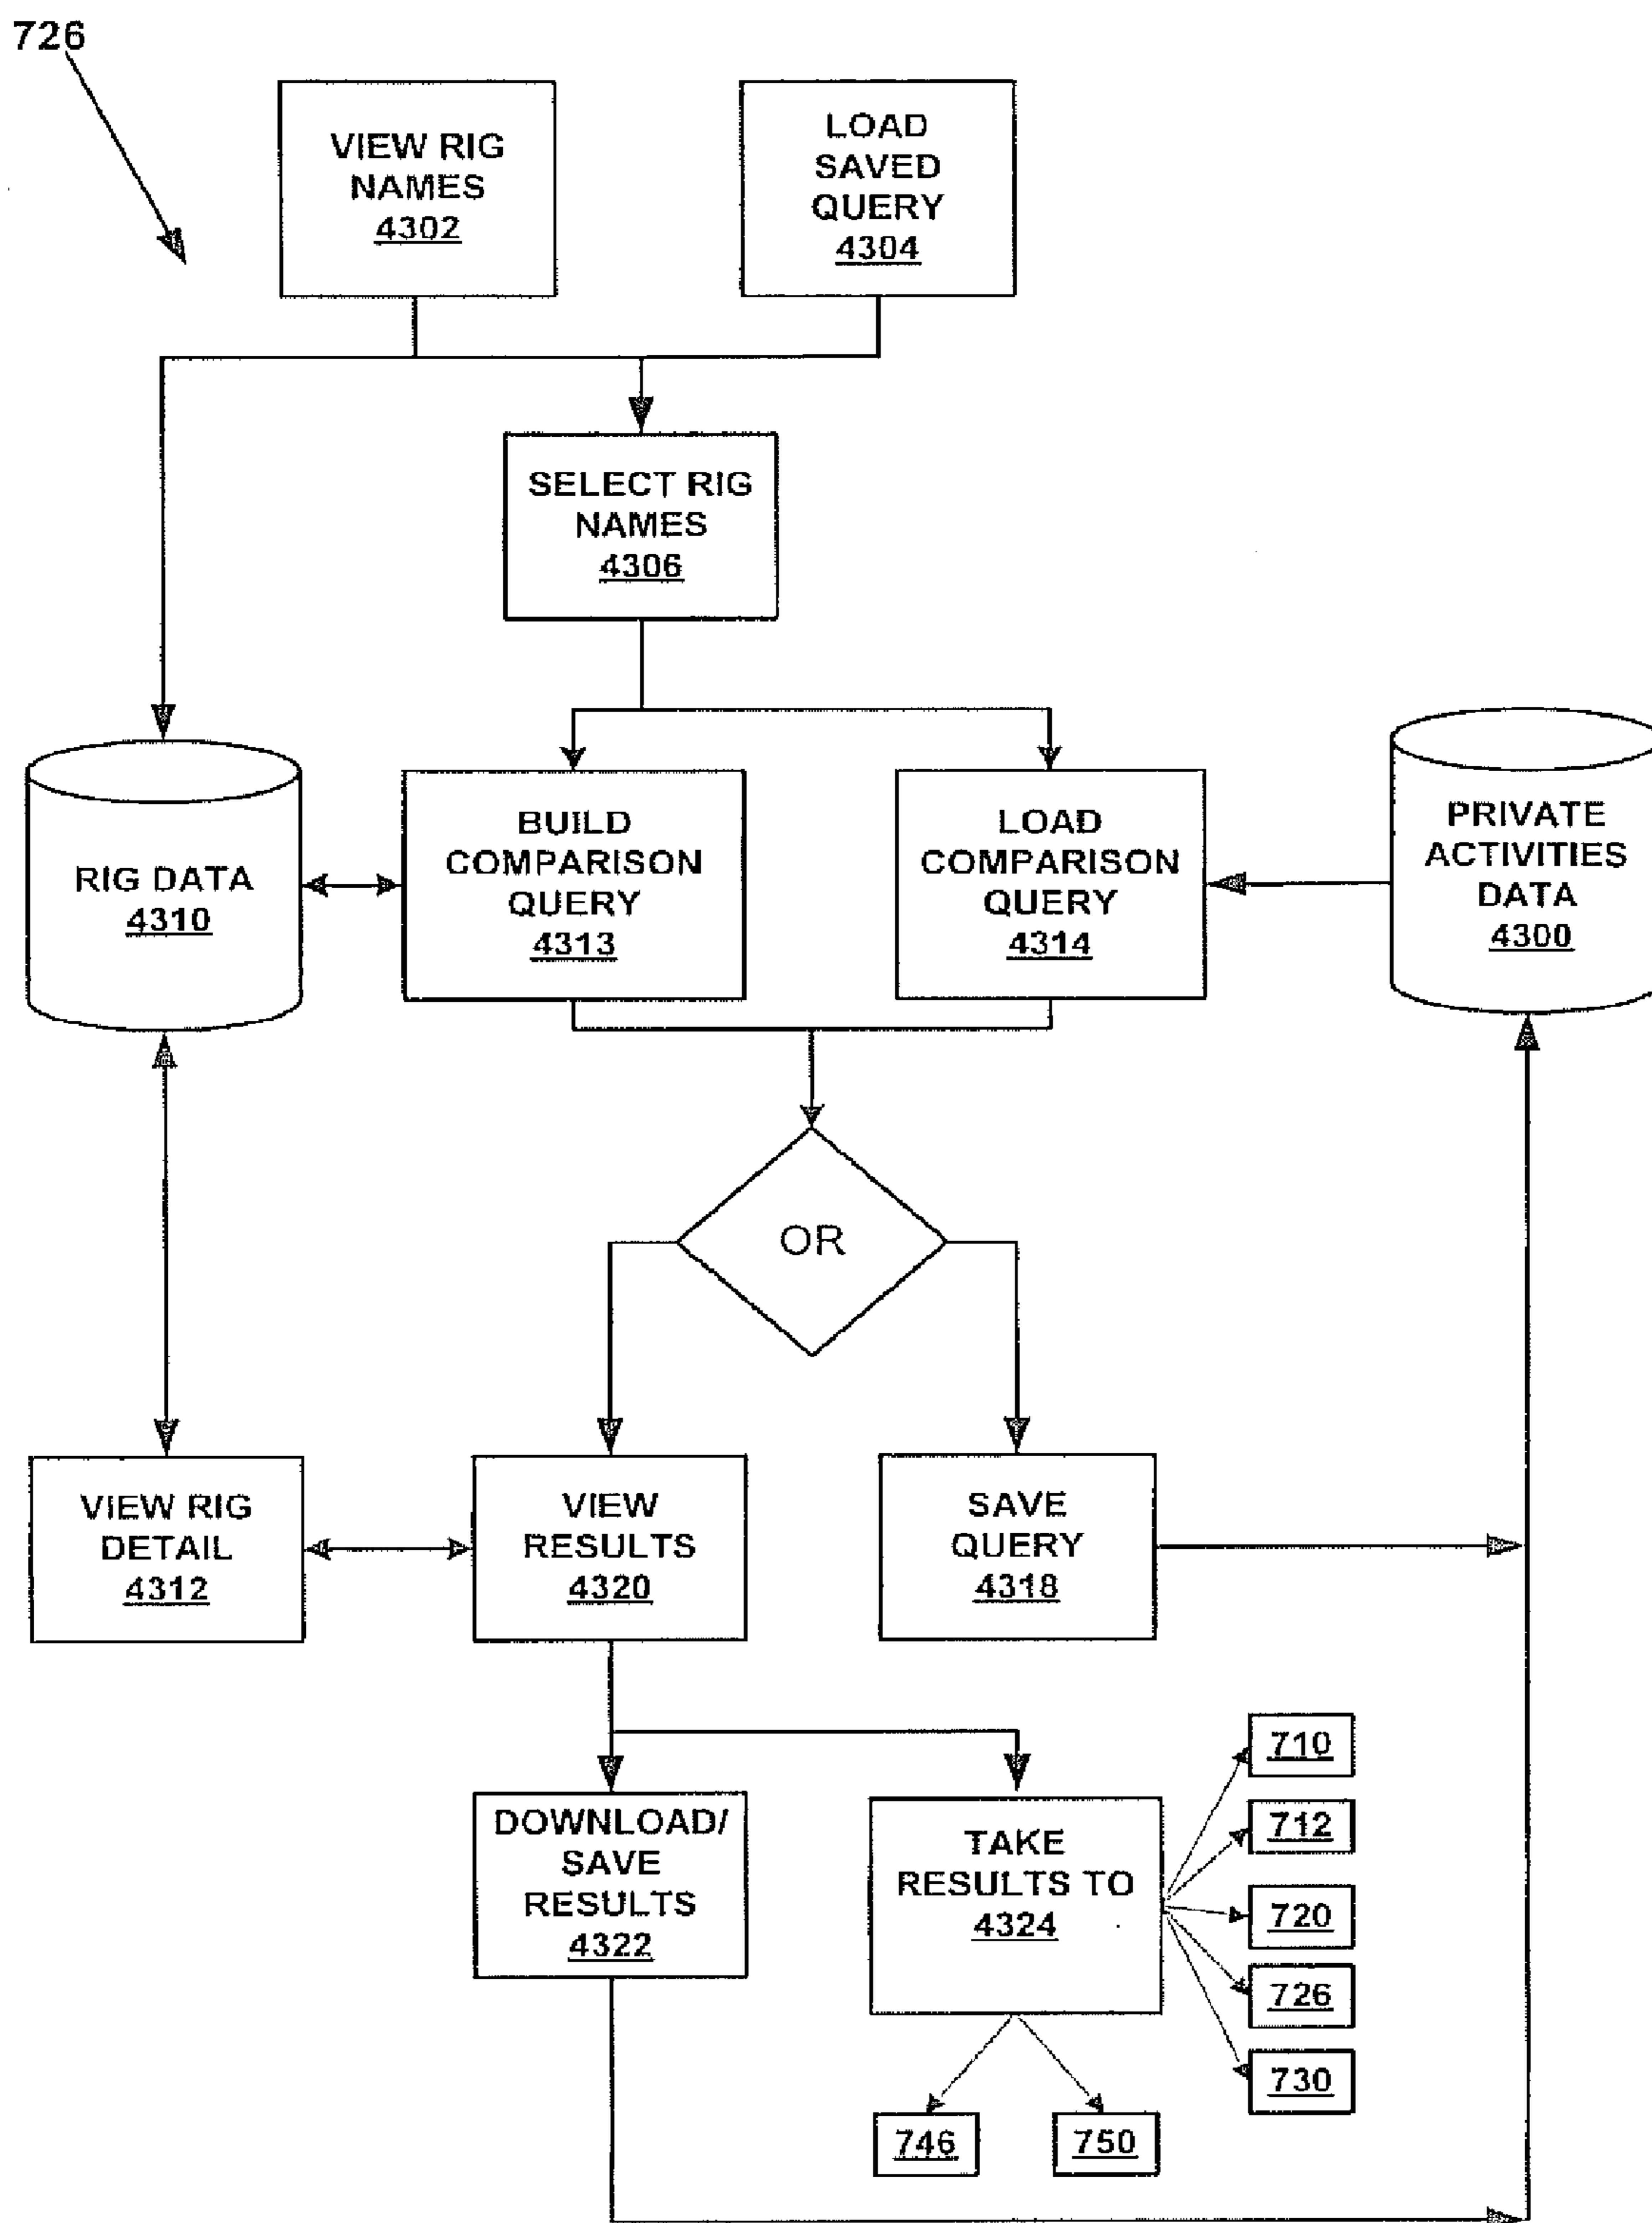 726
VIEW RIG
NAMES
4302
LOAD
SAVED
QUERY
4304
SELECT RIG
NAMES
4306
RIG DATA
4310
BUILD
COMPARISON
QUERY
4313
LOAD
COMPARISON
QUERY
4314
PRIVATE
ACTIVITIES
DATA
4300
OR
VIEW RIG
DETAIL
4312
VIEW
RESULTS
4320
SAVE
QUERY
4318
DOWNLOAD/
SAVE
RESULTS
4322
TAKE
RESULTS TO
4324
710
712
720
726
730
746
750